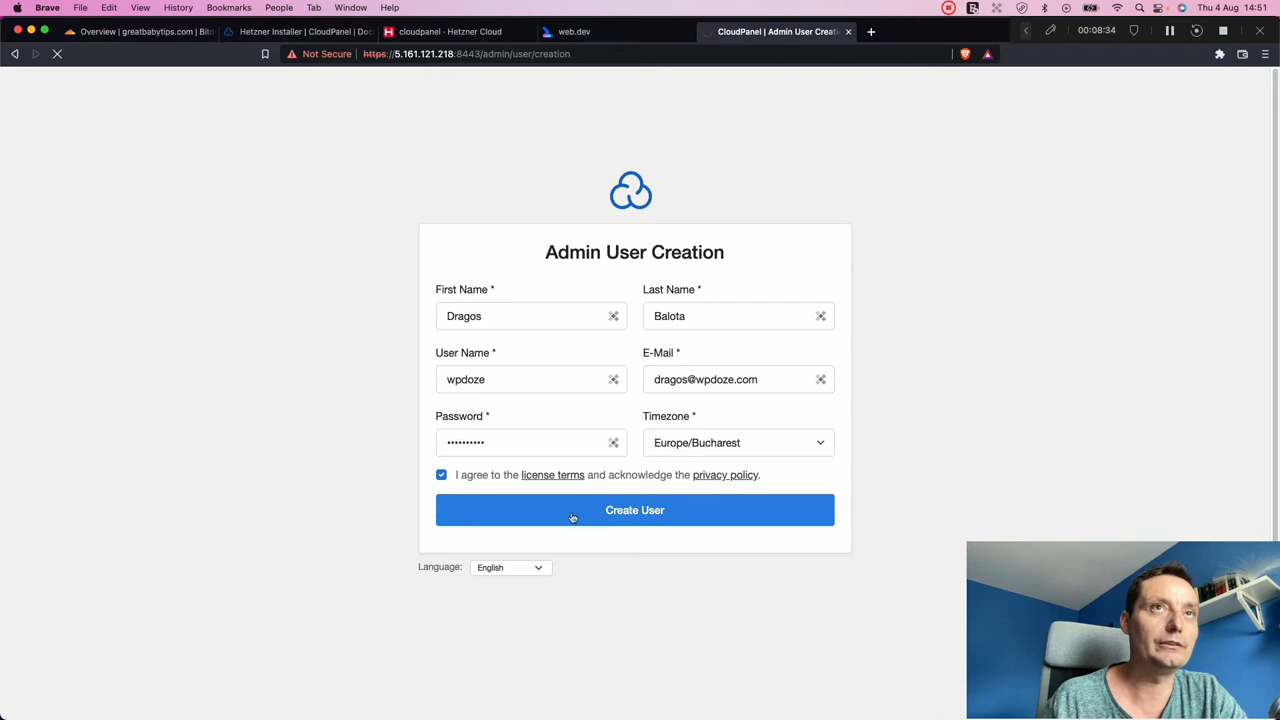 Brave File Edit View History Bookmarks People Tab Window Help Thu 4 Aug 14:51
Overview | greatbabytips.com | Bito
Hetzner Installer | CloudPanel | Doc
cloudpanel · Hetzner Cloud
web.dev
CloudPanel | Admin User Creati
00:08:34
Not Secure https://5.161.121.218:8443/admin/user/creation
Admin User Creation
First Name * Last Name *
Dragos Balota
User Name * E-Mail *
wpdoze dragos@wpdoze.com
Password * Timezone *
•••••••••• Europe/Bucharest
I agree to the license terms and acknowledge the privacy policy.
Create User
Language: English